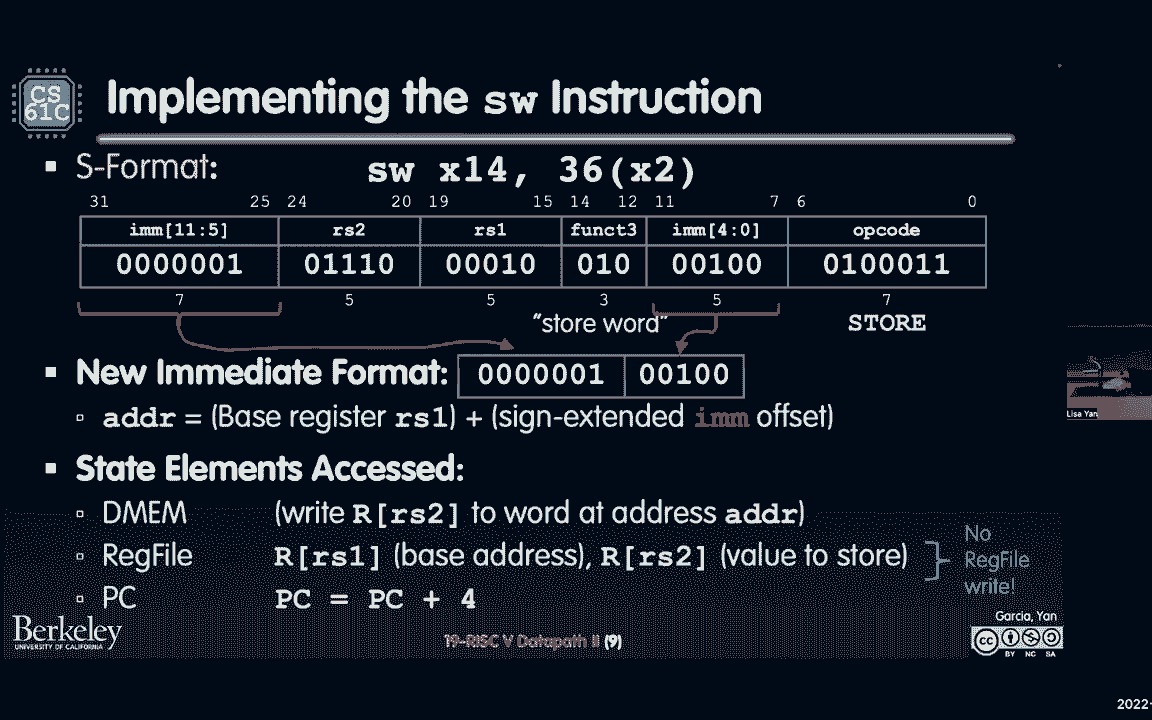 CS
61C
Implementing the sw Instruction
S-Format:
sw x14, 36(x2)
31 25 24 20 19 15 14 12 11 7 6 0
imm[11:5] rs2 rs1 funct3 imm[4:0] opcode
0000001 01110 00010 010 00100 0100011
7 5 5 3 5 7
"store word" STORE
New Immediate Format: 0000001 00100
addr = (Base register rs1) + (sign-extended imm offset)
State Elements Accessed:
DMEM (write R[rs2] to word at address addr)
RegFile R[rs1] (base address), R[rs2] (value to store)
No
RegFile
write!
PC PC = PC + 4
Berkeley
UNIVERSITY OF CALIFORNIA
19-RISC V Datapath II (9)
Garcia, Yan
cc
BY NC SA
Lisa Yan
2022-